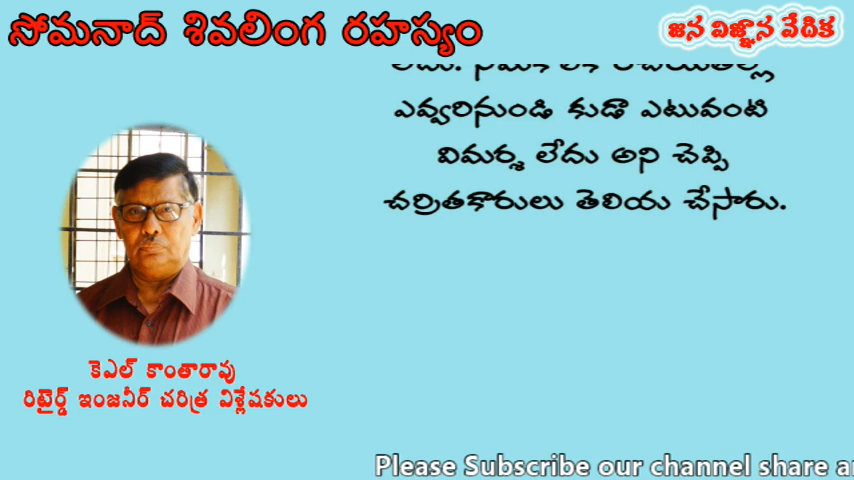 సోమనాద్ శివలింగ రహస్యం
జన విజ్ఞాన వేదిక
ఎవ్వరినుండి కుడా ఎటువంటి
విమర్శ లేదు అని చెప్పి
చర్రితకారులు తెలియ చేసారు.
కెఎల్ కాంతారావు
రిటైర్డ్ ఇంజనీర్ చరిత్ర విశ్లేషకులు
Please Subscribe our channel share